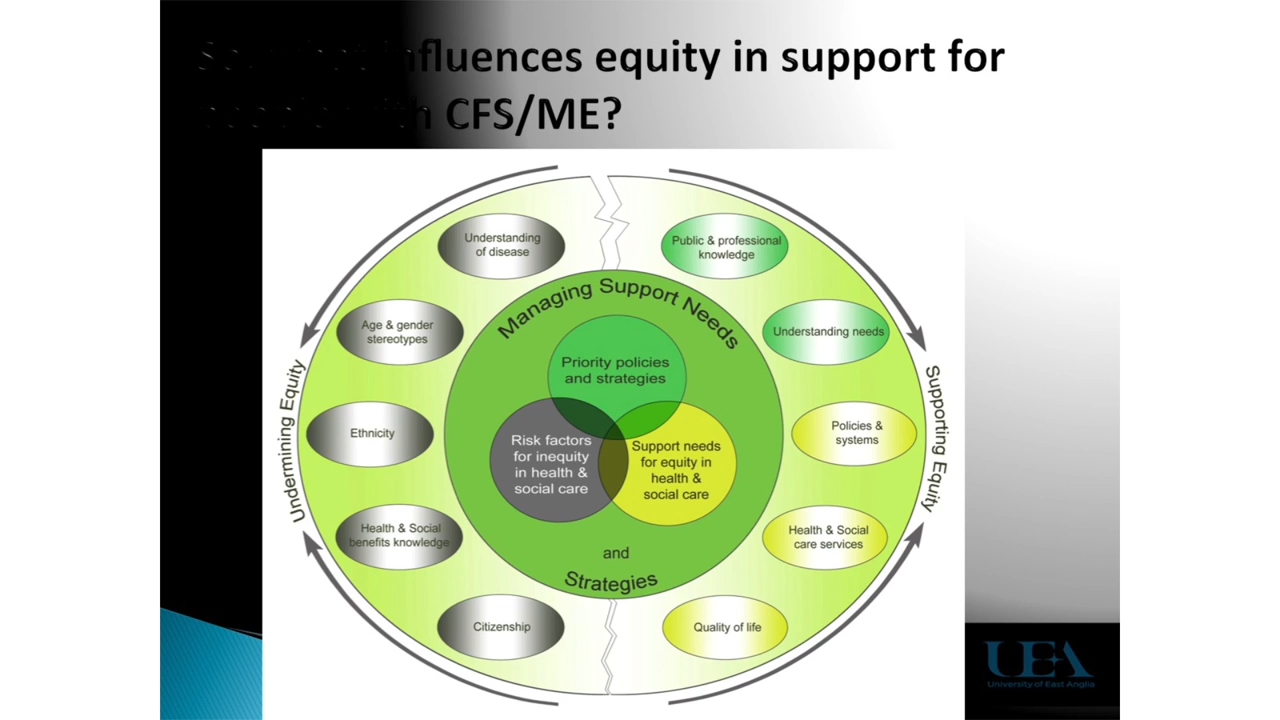 influences equity in support for
CFS/ME?
Understanding
of disease
Public & professional
knowledge
Managing Support Needs
Age & gender
stereotypes
Understanding needs
Priority policies
and strategies
Undermining Equity
Supporting Equity
Ethnicity
Policies &
systems
Risk factors
for inequity
in health &
social care
Support needs
for equity in
health &
social care
Health & Social
benefits knowledge
Health & Social
care services
and
Strategies
Citizenship
Quality of life
UEA
University of East Anglia